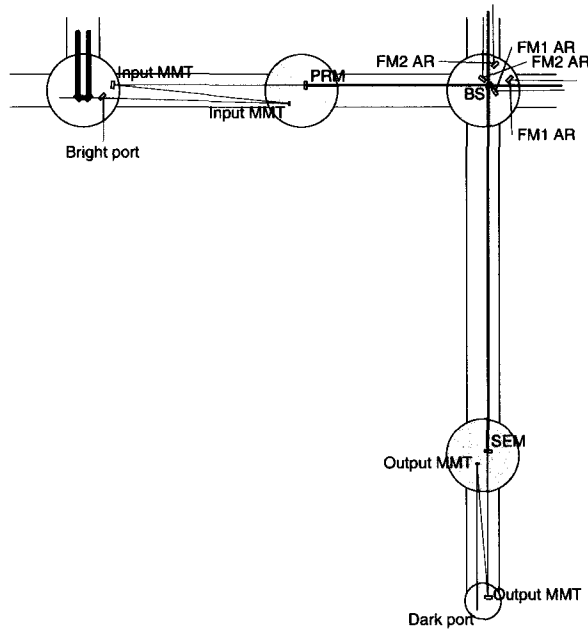 FM1 AR
FM2 AR
FM2 AR
Input MMT
PRM
BS
Input MMT
FM1 AR
Bright port
SEM
Output MMT
Output MMT
Dark port